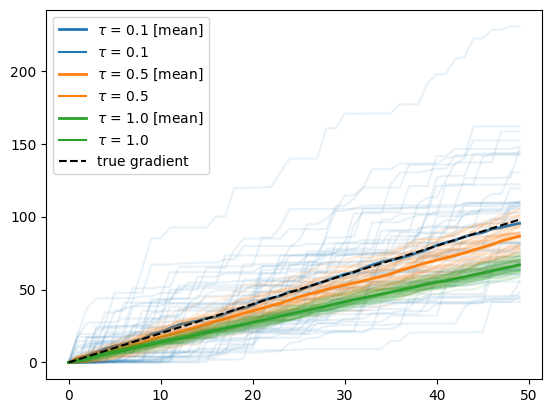 τ = 0.1 [mean]
τ = 0.1
τ = 0.5 [mean]
τ = 0.5
τ = 1.0 [mean]
τ = 1.0
true gradient
200
150
100
50
0
0 10 20 30 40 50